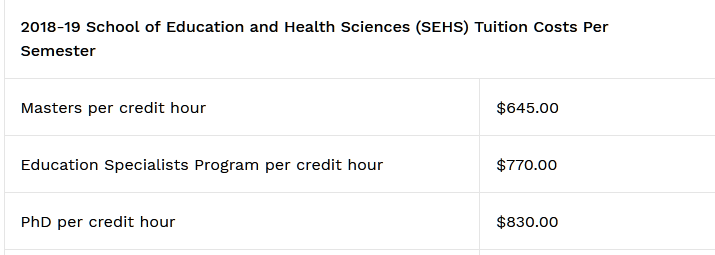 2018-19 School of Education and Health Sciences (SEHS) Tuition Costs Per
Semester
Masters per credit hour $645.00
Education Specialists Program per credit hour $770.00
PhD per credit hour $830.00